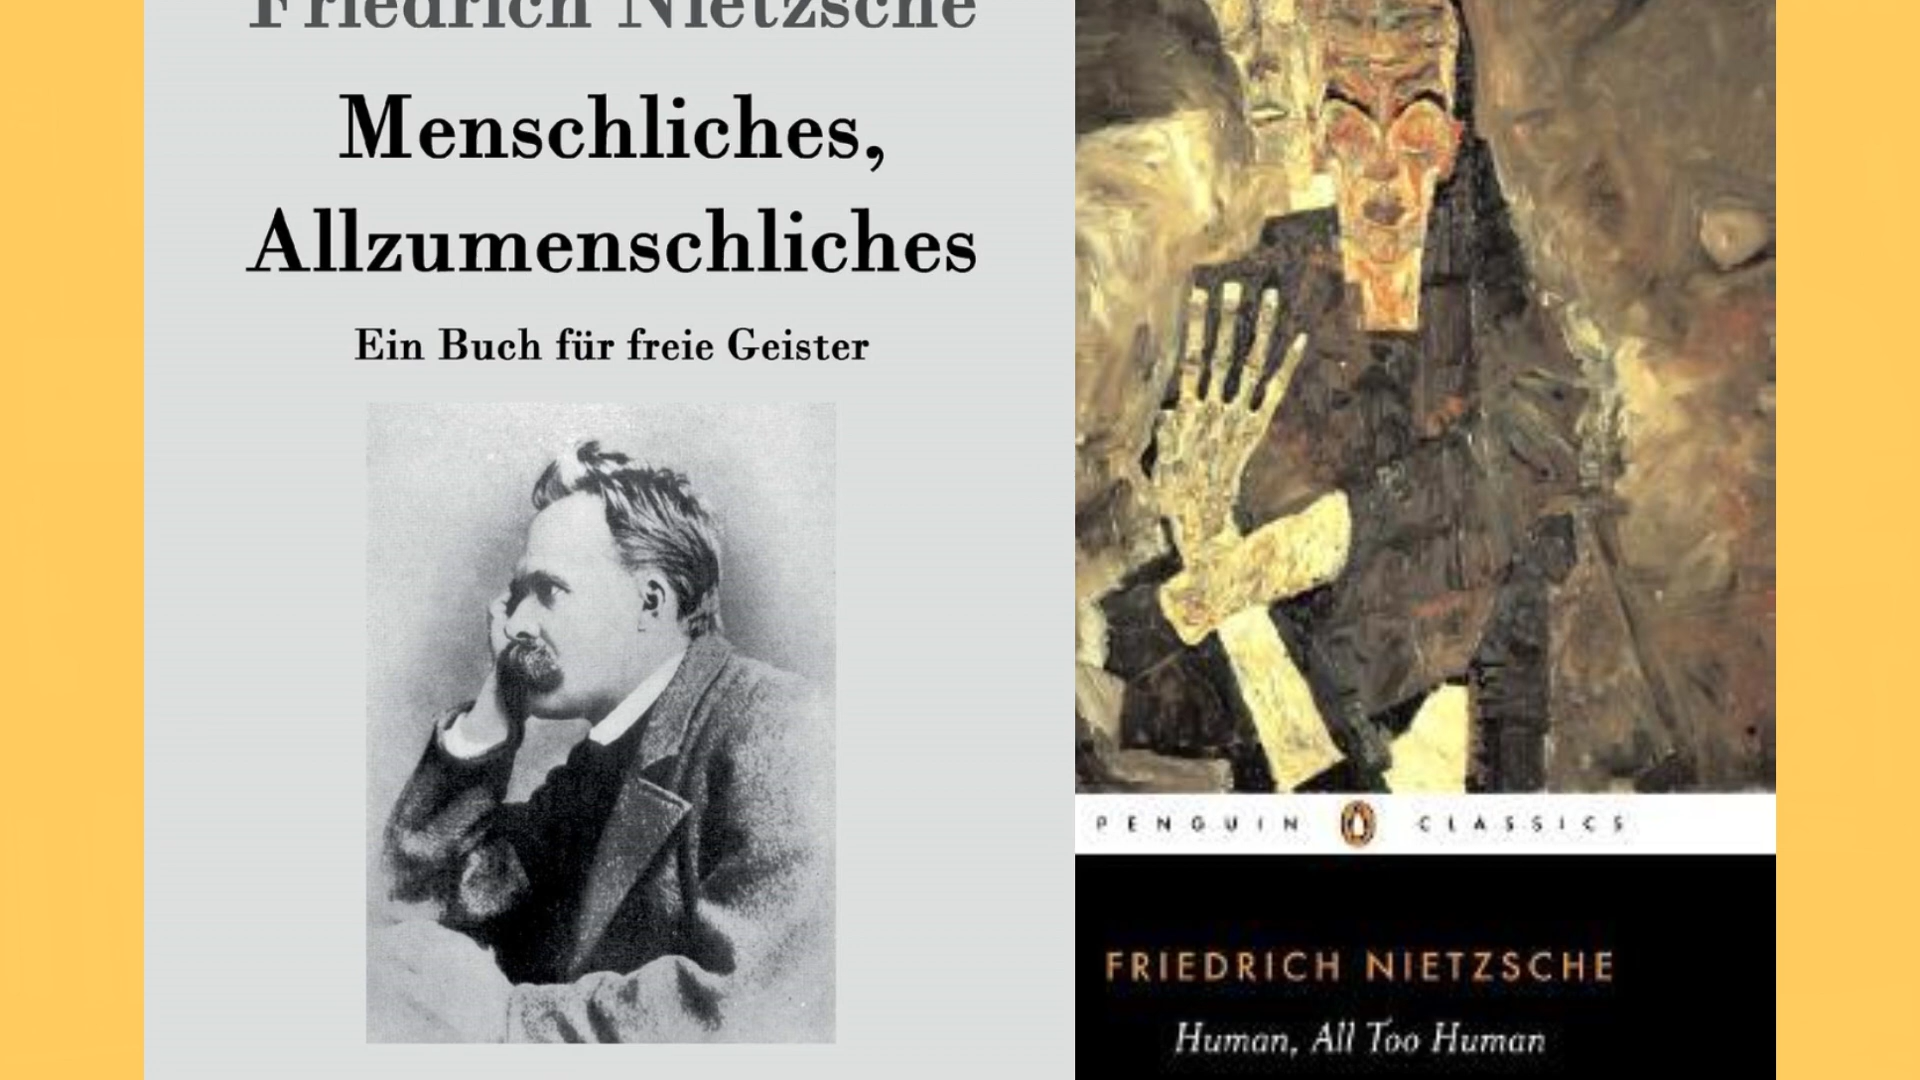 Friedrich Nietzsche
Menschliches,
Allzumenschliches
Ein Buch für freie Geister
PENGUIN CLASSICS
FRIEDRICH NIETZSCHE
Human, All Too Human